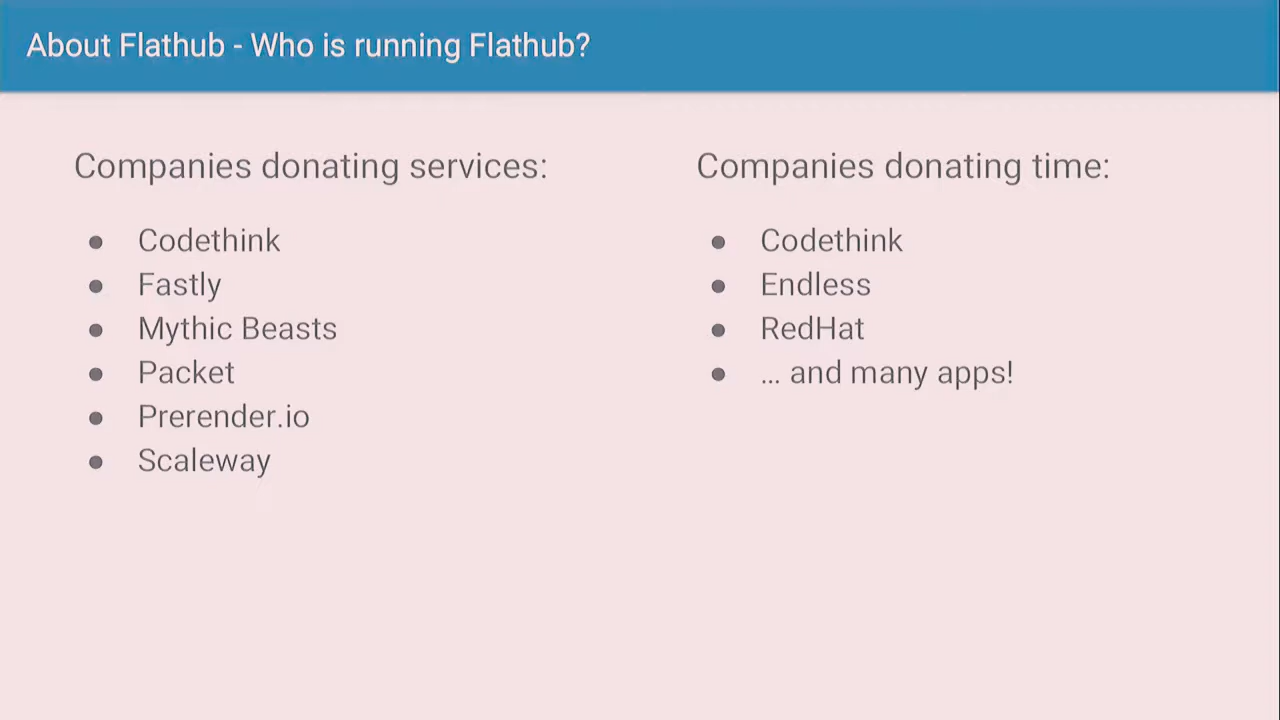 About Flathub - Who is running Flathub?
Companies donating services:
● Codethink
● Fastly
● Mythic Beasts
● Packet
● Prerender.io
● Scaleway
Companies donating time:
● Codethink
● Endless
● RedHat
● ... and many apps!